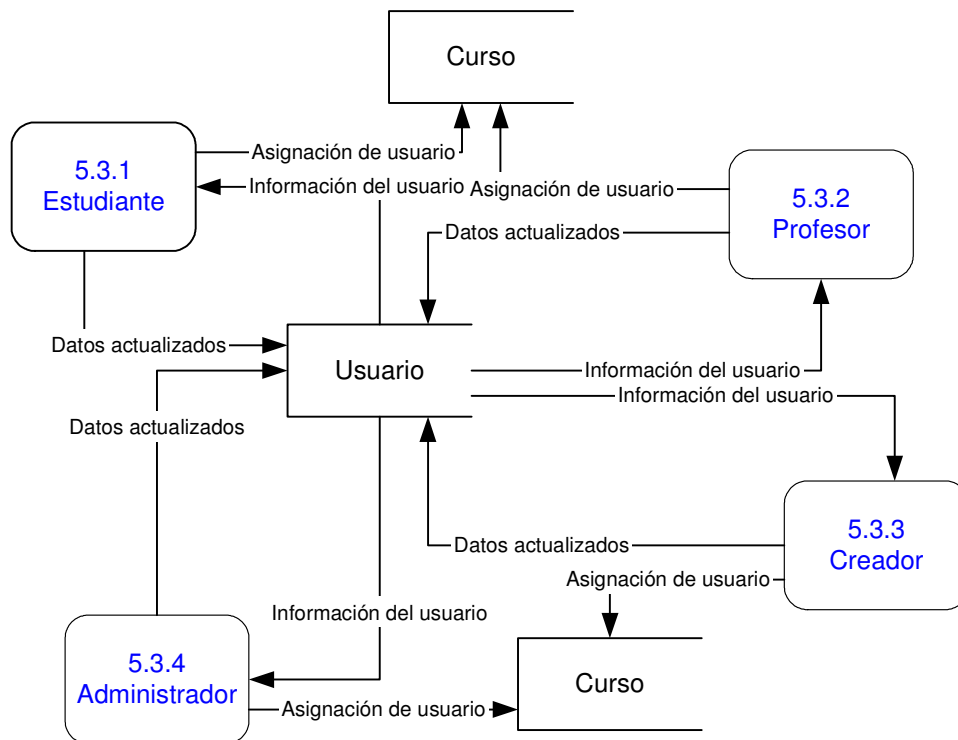 Curso
5.3.1
Estudiante
Asignación de usuario
Información del usuario
Asignación de usuario
5.3.2
Profesor
Datos actualizados
Datos actualizados
Usuario
Información del usuario
Información del usuario
Datos actualizados
5.3.3
Creador
Datos actualizados
Asignación de usuario
Información del usuario
5.3.4
Administrador
Curso
Asignación de usuario